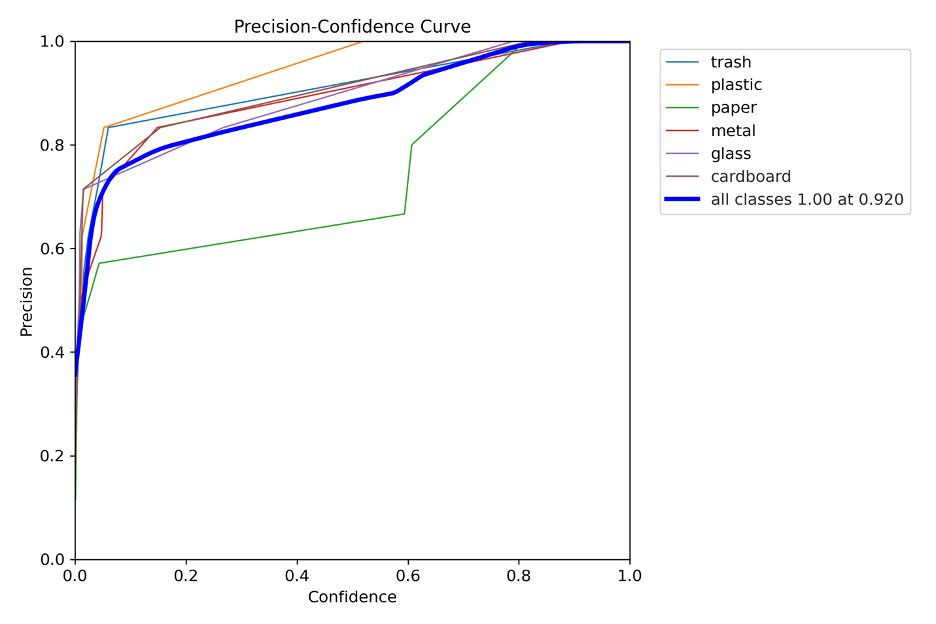 Precision-Confidence Curve
1.0
0.8
0.6
0.4
0.2
0.0
Precision
0.0 0.2 0.4 0.6 0.8 1.0
Confidence
trash
plastic
paper
metal
glass
cardboard
all classes 1.00 at 0.920